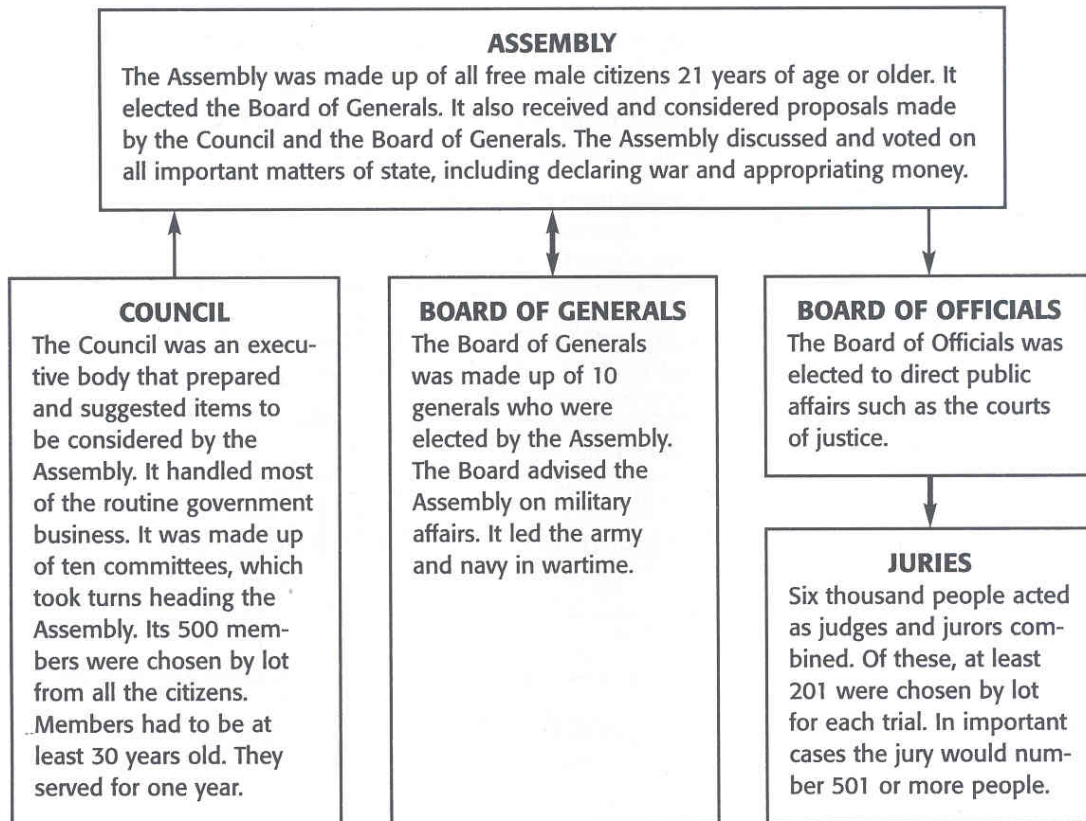 ASSEMBLY
The Assembly was made up of all free male citizens 21 years of age or older. It
elected the Board of Generals. It also received and considered proposals made
by the Council and the Board of Generals. The Assembly discussed and voted on
all important matters of state, including declaring war and appropriating money.
COUNCIL
The Council was an execu-
tive body that prepared
and suggested items to
be considered by the
Assembly. It handled most
of the routine government
business. It was made up
of ten committees, which
took turns heading the
Assembly. Its 500 mem-
bers were chosen by lot
from all the citizens.
Members had to be at
least 30 years old. They
served for one year.
BOARD OF GENERALS
The Board of Generals
was made up of 10
generals who were
elected by the Assembly.
The Board advised the
Assembly on military
affairs. It led the army
and navy in wartime.
BOARD OF OFFICIALS
The Board of Officials was
elected to direct public
affairs such as the courts
of justice.
JURIES
Six thousand people acted
as judges and jurors com-
bined. Of these, at least
201 were chosen by lot
for each trial. In important
cases the jury would num-
ber 501 or more people.